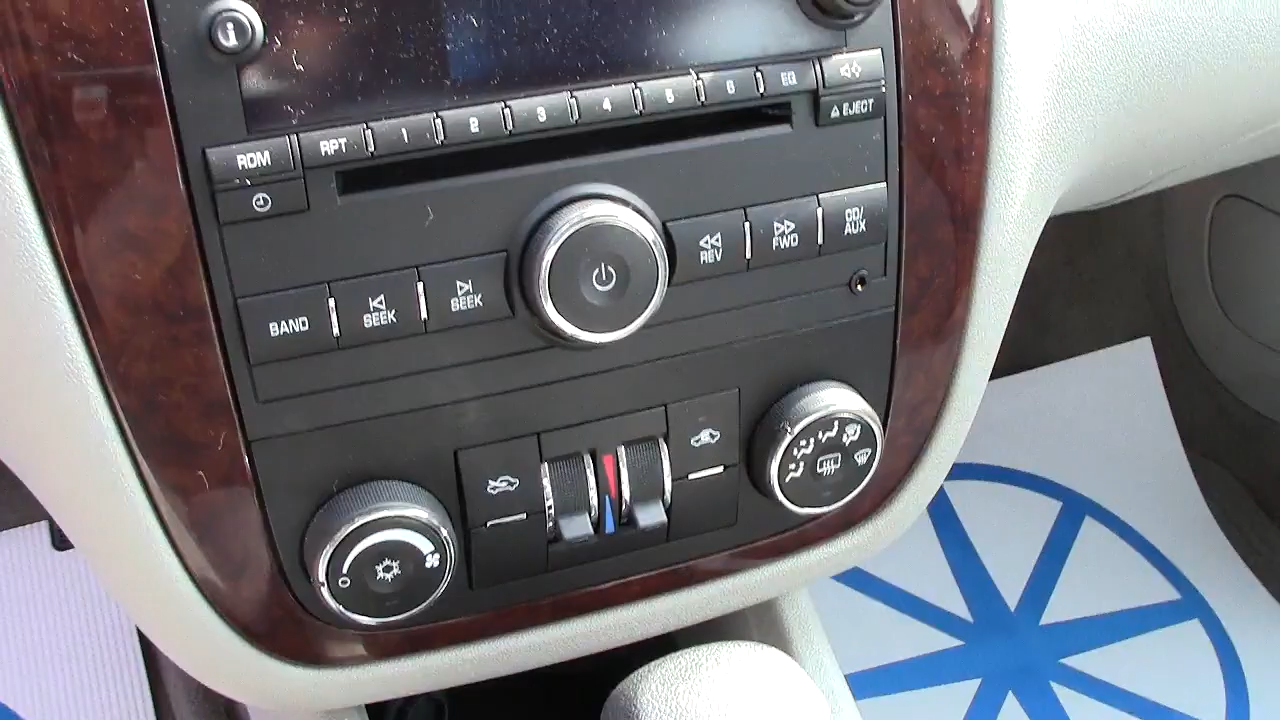 i
RDM RPT 1 2 3 4 5 6 EQ
EJECT
BAND SEEK SEEK REV FWD CD/
AUX
O